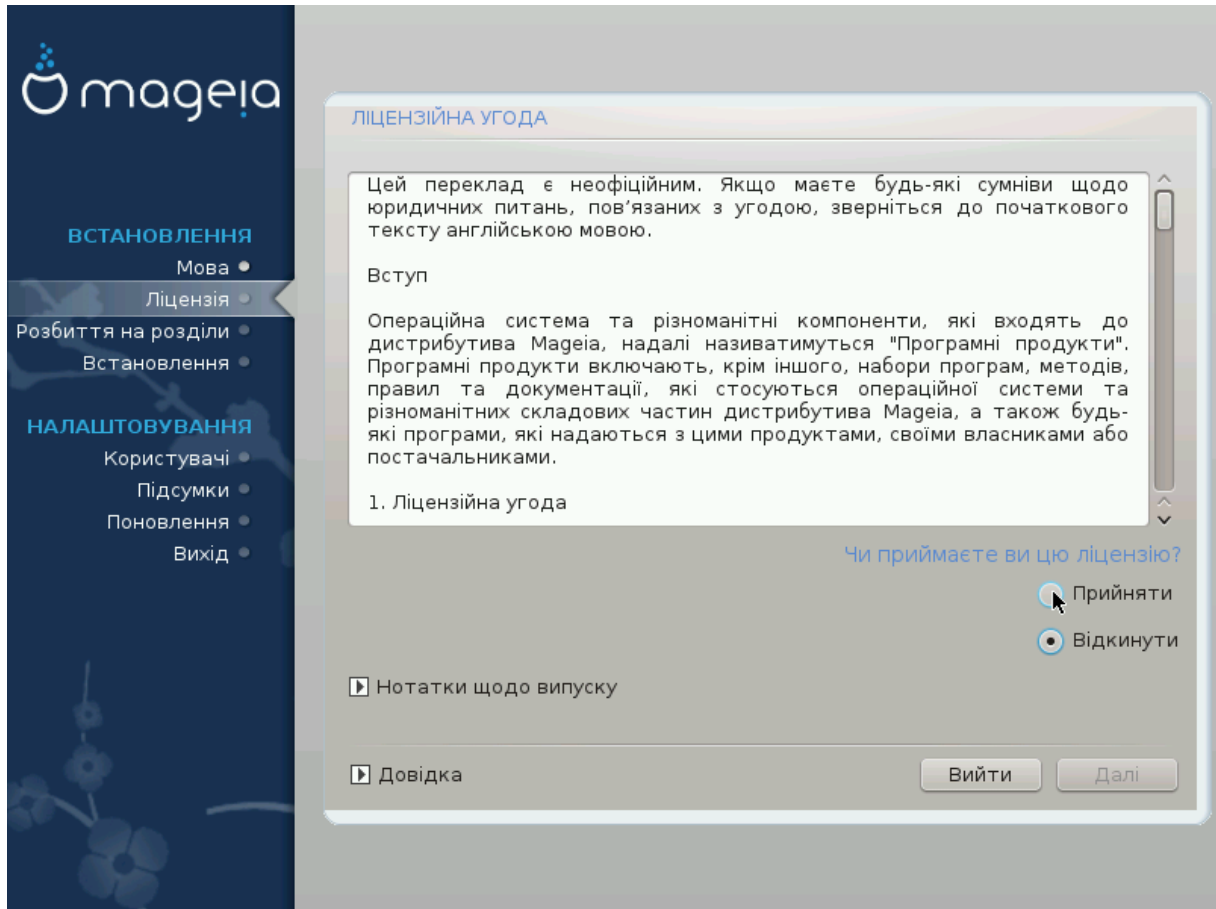 mageia
ВСТАНОВЛЕННЯ
Мова
Ліцензія
Розбиття на розділи
Встановлення
НАЛАШТОВУВАННЯ
Користувачі
Підсумки
Поновлення
Вихід
ЛІЦЕНЗІЙНА УГОДА
Цей переклад є неофіційним. Якщо маєте будь-які сумніви щодо
юридичних питань, пов’язаних з угодою, зверніться до початкового
тексту англійською мовою.
Вступ
Операційна система та різноманітні компоненти, які входять до
дистрибутива Mageia, надалі називатимуться "Програмні продукти".
Програмні продукти включають, крім іншого, набори програм, методів,
правил та документації, які стосуються операційної системи та
різноманітних складових частин дистрибутива Mageia, а також будь-
які програми, які надаються з цими продуктами, своїми власниками або
постачальниками.
1. Ліцензійна угода
Чи приймаєте ви цю ліцензію?
Прийняти
Відкинути
Нотатки щодо випуску
Довідка
Вийти
Далі